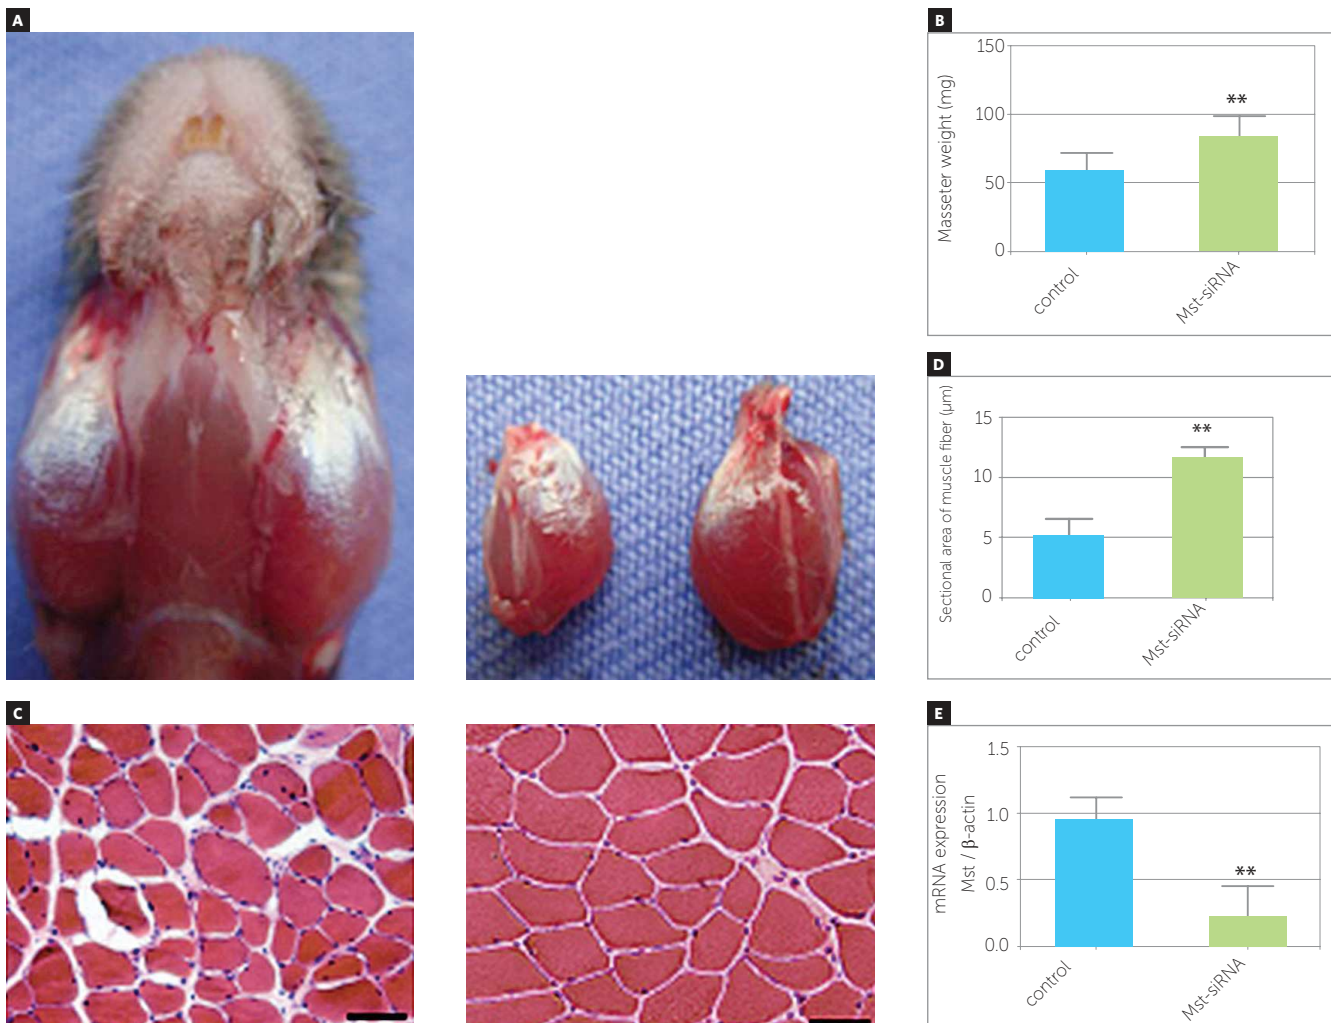 A
B
150
100
50
0
Masseter weight (mg)
**
control
Mst-siRNA
D
15
10
5
0
Sectional area of muscle fiber (µm)
**
control
Mst-siRNA
C
E
1.5
1.0
0.5
0.0
mRNA expression
Mst / β-actin
**
control
Mst-siRNA